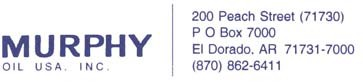 MURPHY
OIL USA, INC.
200 Peach Street (71730)
P O Box 7000
El Dorado, AR 71731-7000
(870) 862-6411